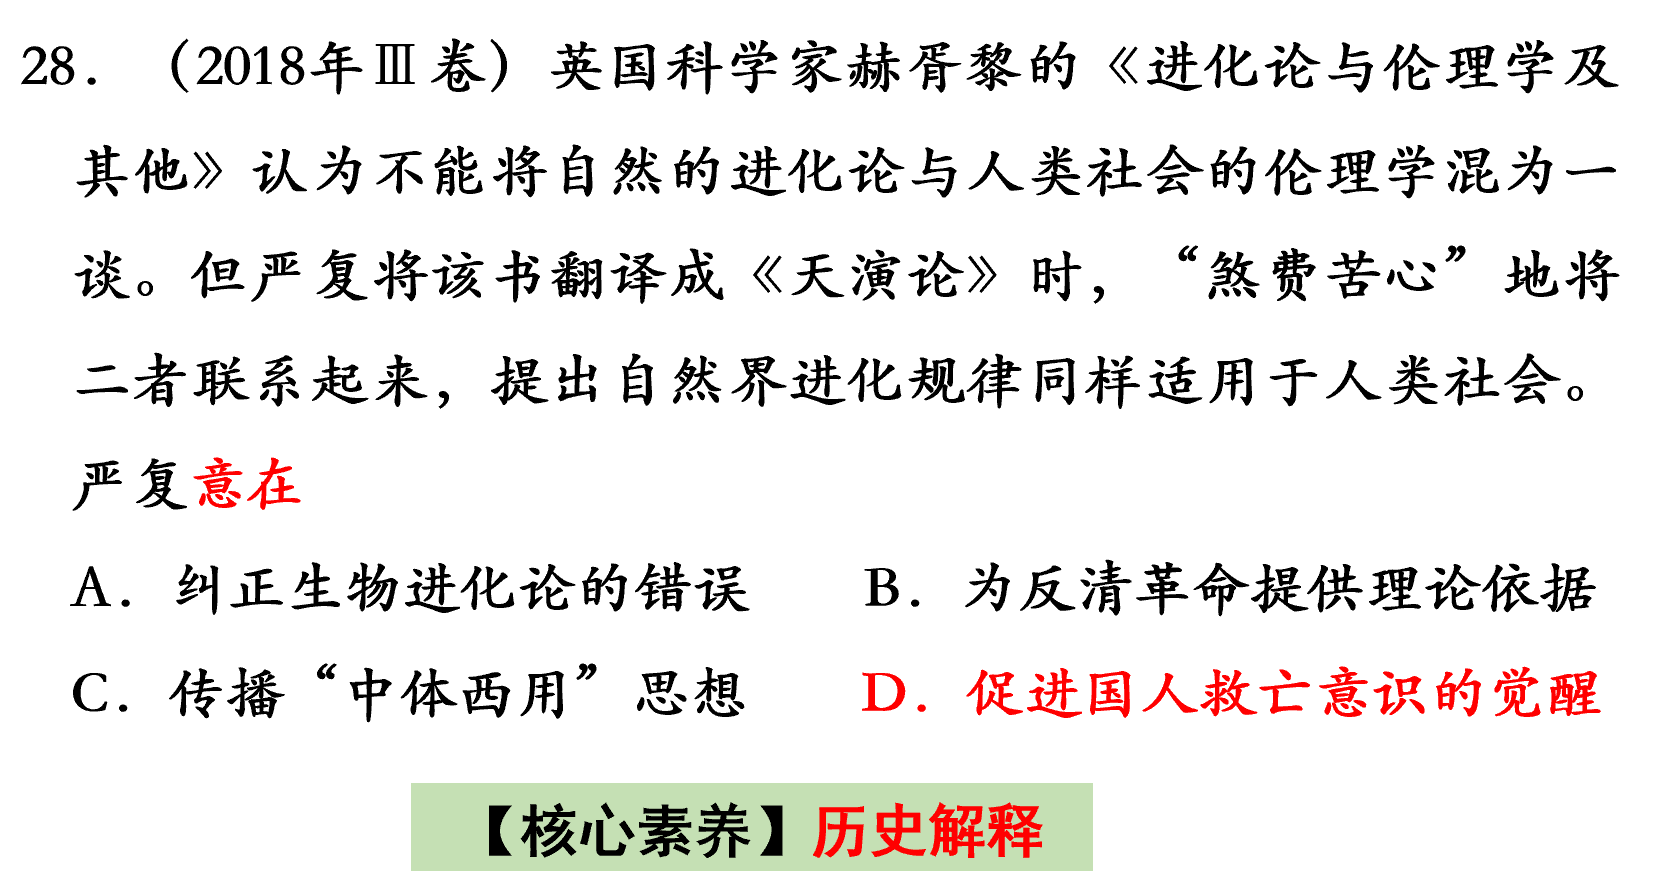 28．（2018年Ⅲ卷）英国科学家赫胥黎的《进化论与伦理学及
其他》认为不能将自然的进化论与人类社会的伦理学混为一
谈。但严复将该书翻译成《天演论》时，“煞费苦心”地将
二者联系起来，提出自然界进化规律同样适用于人类社会。
严复意在
A．纠正生物进化论的错误 B．为反清革命提供理论依据
C．传播“中体西用”思想 D．促进国人救亡意识的觉醒
【核心素养】历史解释